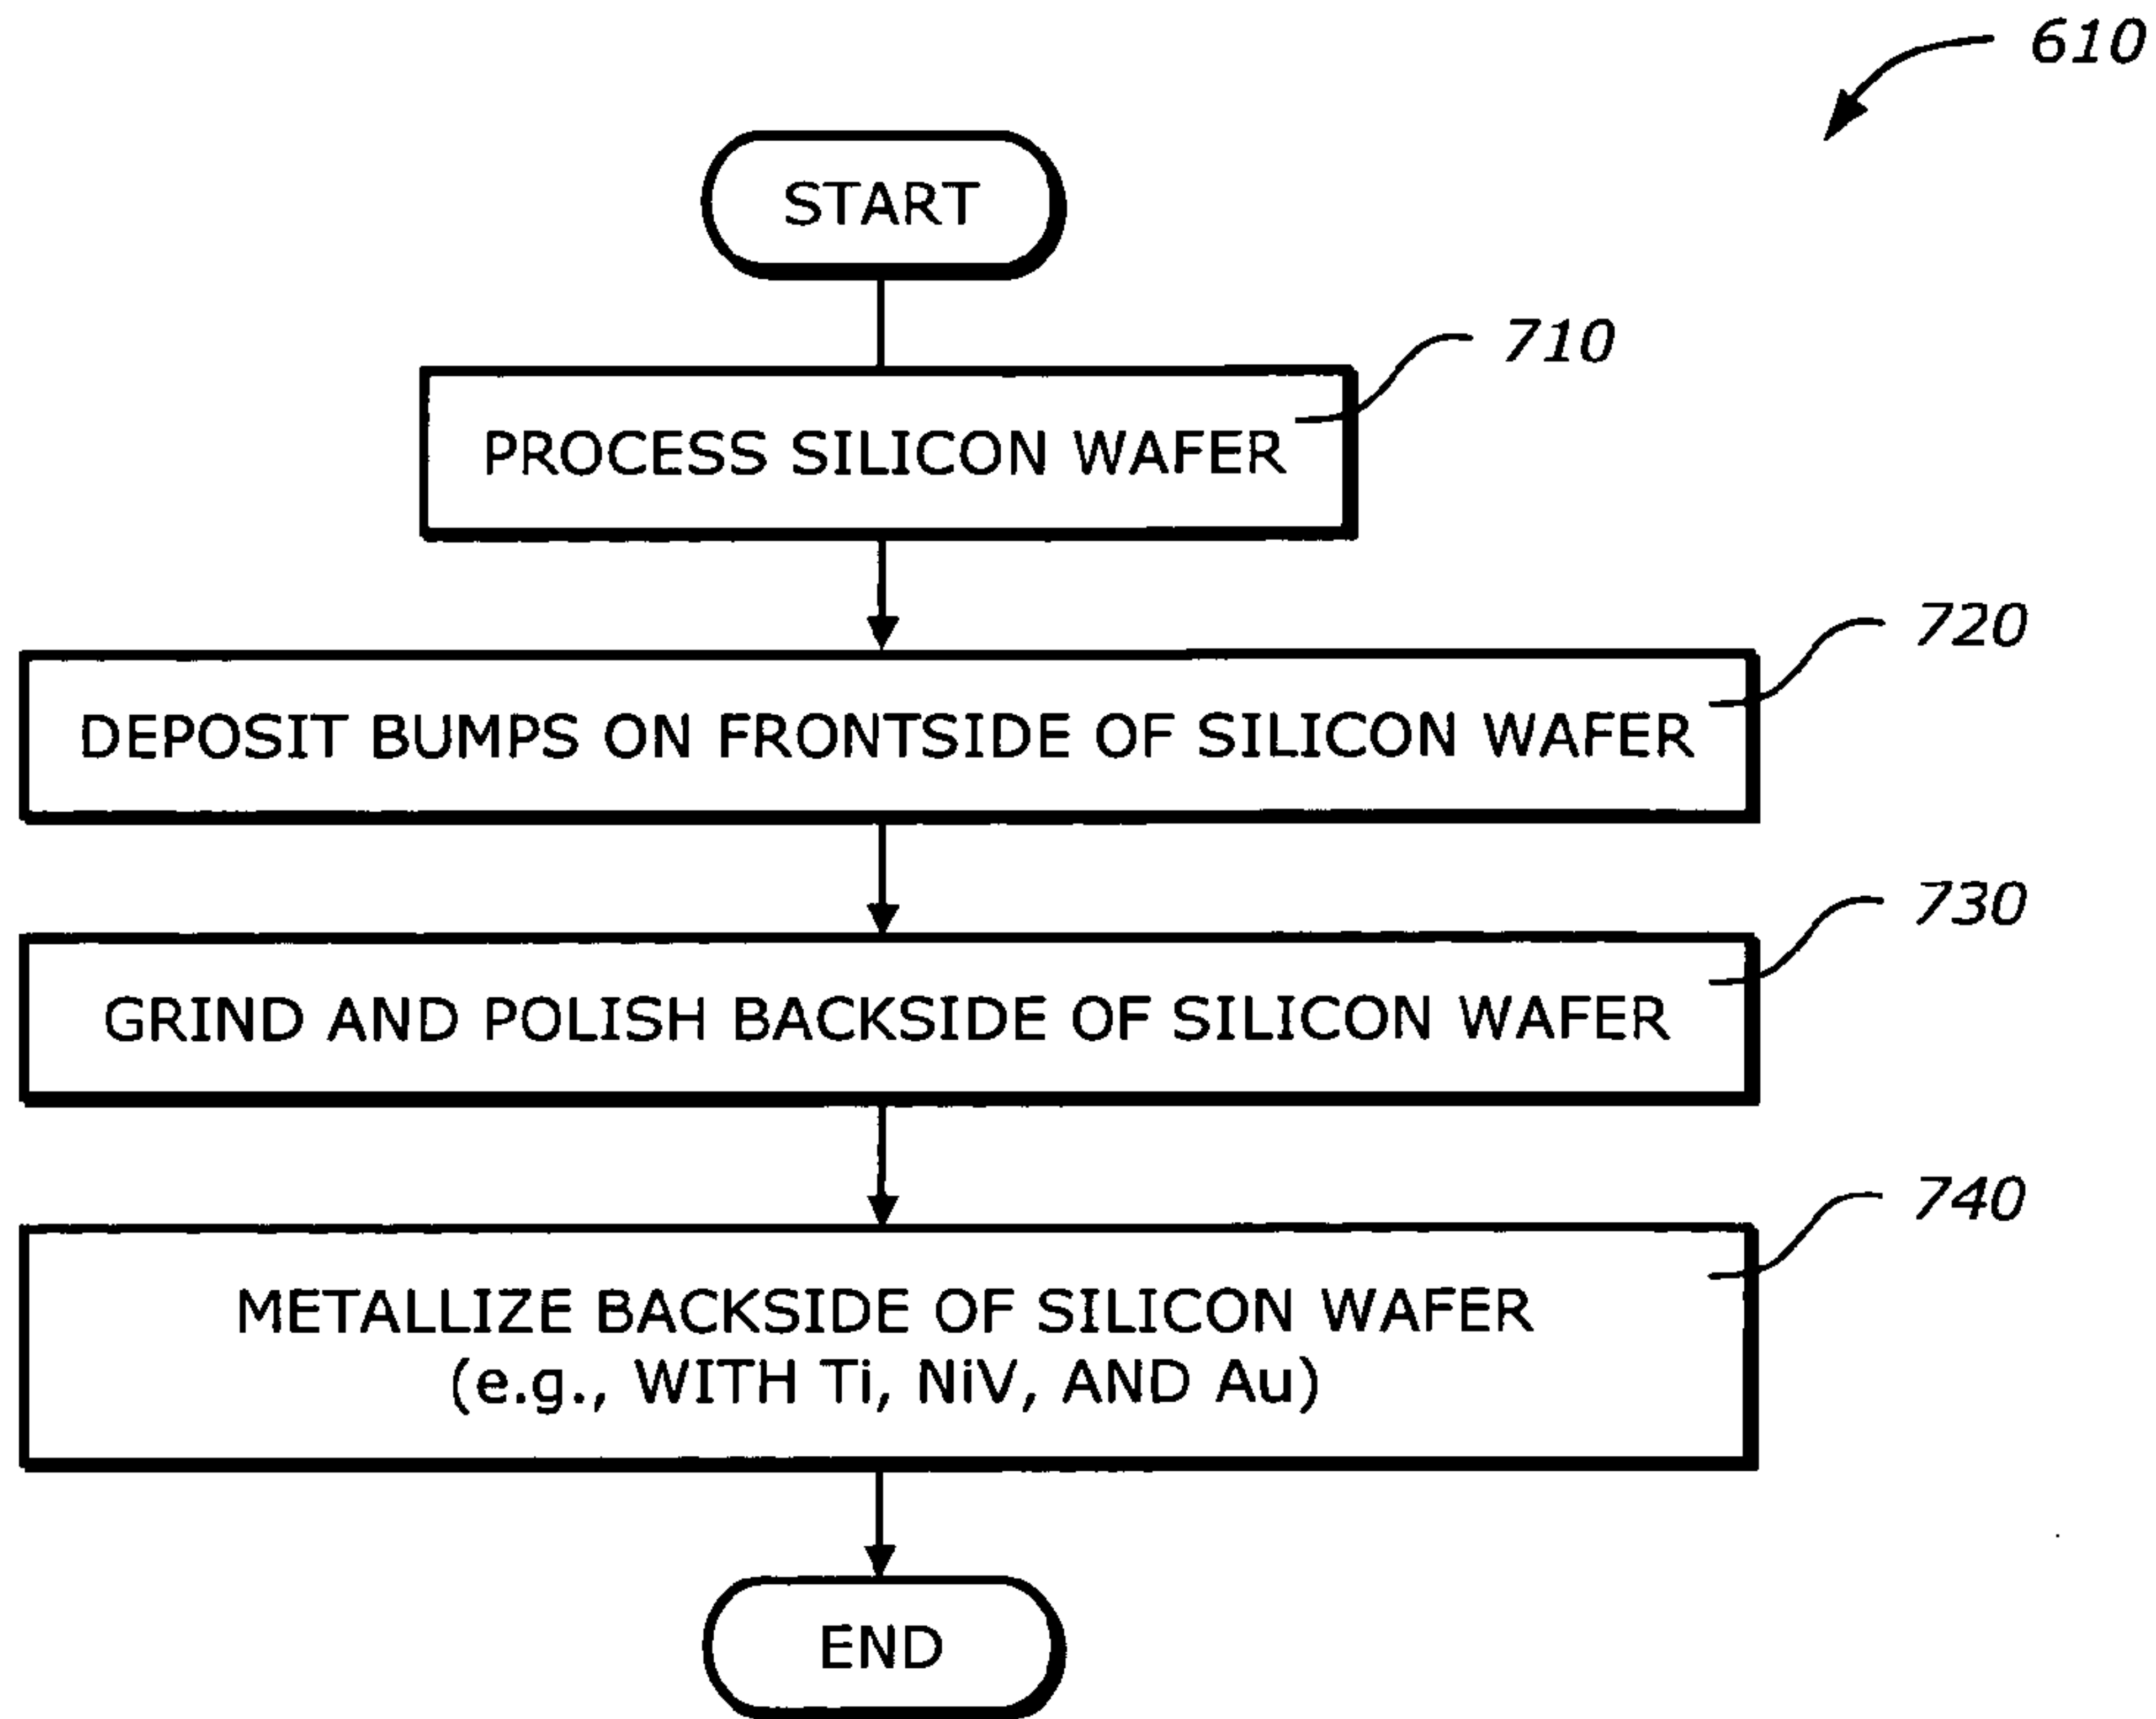 610
START
710
PROCESS SILICON WAFER
720
DEPOSIT BUMPS ON FRONTSIDE OF SILICON WAFER
730
GRIND AND POLISH BACKSIDE OF SILICON WAFER
740
METALLIZE BACKSIDE OF SILICON WAFER
(e.g., WITH Ti, NiV, AND Au)
END